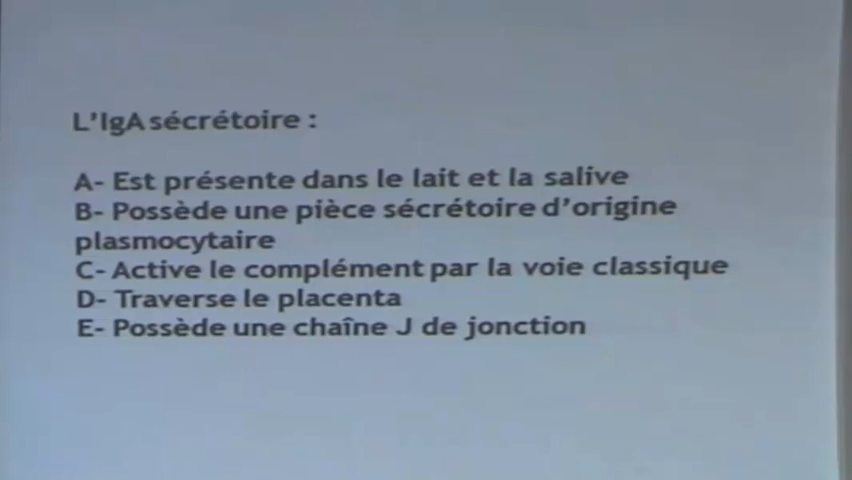 L'IgA sécrétoire :
A- Est présente dans le lait et la salive
B- Possède une pièce sécrétoire d'origine
plasmocytaire
C- Active le complément par la voie classique
D- Traverse le placenta
E- Possède une chaîne J de jonction